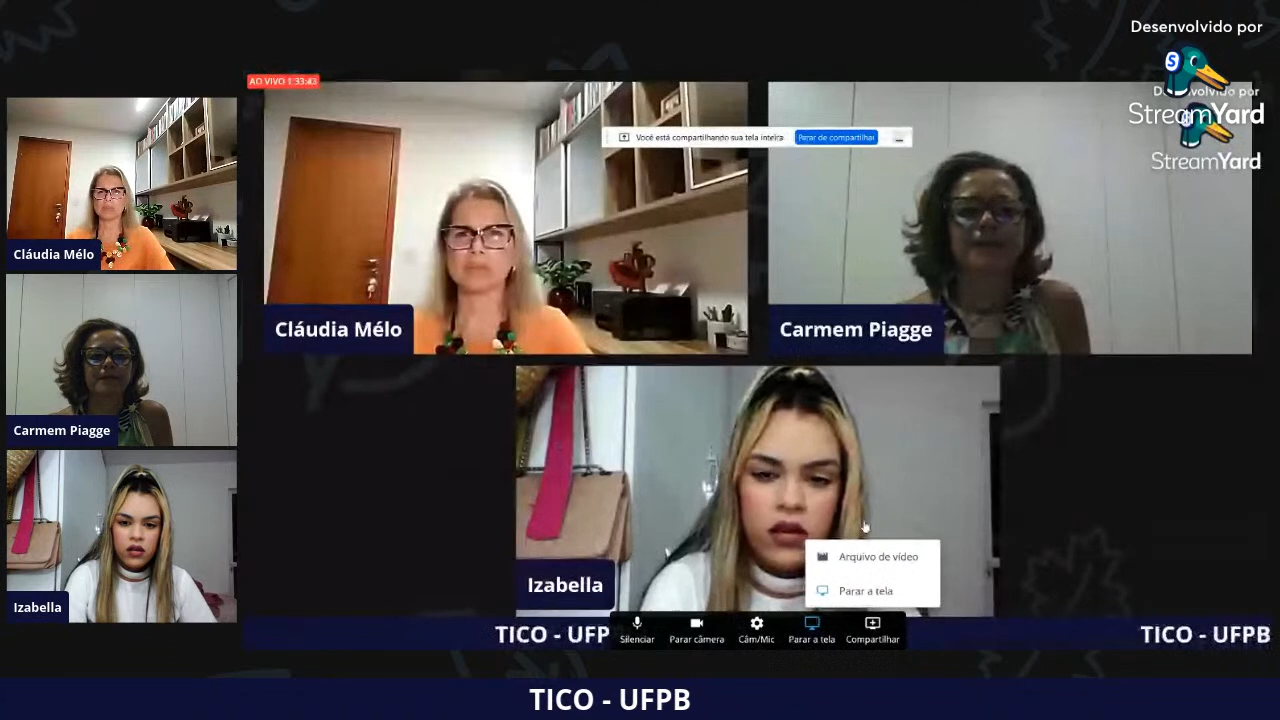 Desenvolvido por
StreamYard
StreamYard
AO VIVO 1:33:43
Você está compartilhando sua tela inteira
Parar de compartilhar
Cláudia Mélo
Cláudia Mélo
Carmem Piagge
Carmem Piagge
Izabella
Izabella
Arquivo de vídeo
Parar a tela
Silenciar
Parar câmera
Câm/Mic
Parar a tela
Compartilhar
TICO - UFP
TICO - UFPB
TICO - UFPB